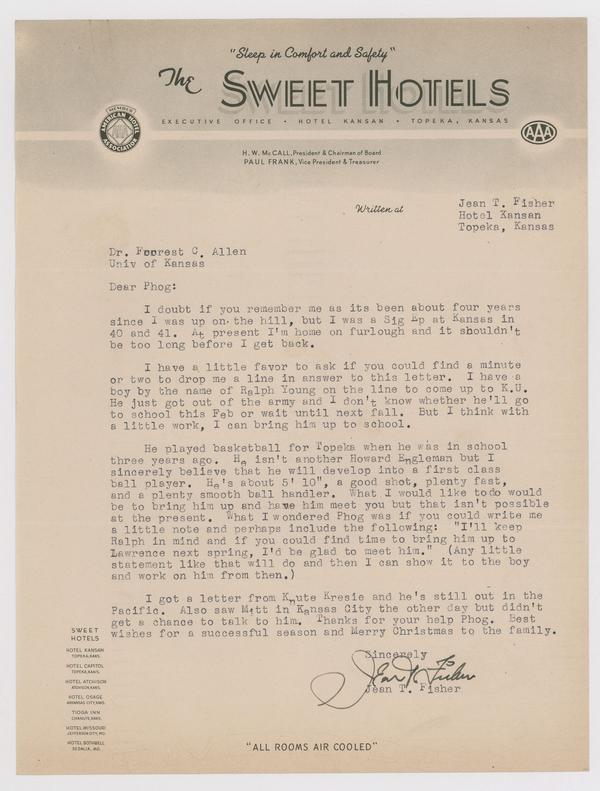 "Sleep in Comfort and Safety"
The SWEET HOTELS
EXECUTIVE OFFICE • HOTEL KANSAN • TOPEKA, KANSAS
MEMBER
AMERICAN HOTEL ASSOCIATION
AAA
H. W. McCALL, President & Chairman of Board
PAUL FRANK, Vice President & Treasurer
Written at
Jean T. Fisher
Hotel Kansan
Topeka, Kansas
Dr. Forrest C. Allen
Univ of Kansas
Dear Phog:
I doubt if you remember me as its been about four years
since I was up on the hill, but I was a Sig Ep at Kansas in
40 and 41. At present I'm home on furlough and it shouldn't
be too long before I get back.
I have a little favor to ask if you could find a minute
or two to drop me a line in answer to this letter. I have a
boy by the name of Ralph Young on the line to come up to K.U.
He just got out of the army and I don't know whether he'll go
to school this Feb or wait until next fall. But I think with
a little work, I can bring him up to school.
He played basketball for Topeka when he was in school
three years ago. He isn't another Howard Engleman but I
sincerely believe that he will develop into a first class
ball player. He's about 5' 10", a good shot, plenty fast,
and a plenty smooth ball handler. What I would like todo would
be to bring him up and have him meet you but that isn't possible
at the present. What I wondered Phog was if you could write me
a little note and perhaps include the following: "I'll keep
Ralph in mind and if you could find time to bring him up to
Lawrence next spring, I'd be glad to meet him." (Any little
statement like that will do and then I can show it to the boy
and work on him from then.)
I got a letter from Knute Kresie and he's still out in the
Pacific. Also saw Mitt in Kansas City the other day but didn't
get a chance to talk to him. Thanks for your help Phog. Best
wishes for a successful season and Merry Christmas to the family.
Sincerely
Jean T. Fisher
Jean T. Fisher
SWEET
HOTELS
HOTEL KANSAN
TOPEKA, KANS.
HOTEL CAPITOL
TOPEKA, KANS.
HOTEL ATCHISON
ATCHISON, KANS.
HOTEL OSAGE
ARKANSAS CITY, KANS.
TIOGA INN
CHANUTE, KANS.
HOTEL MISSOURI
JEFFERSON CITY, MO.
HOTEL BOTHWELL
SEDALIA, MO.
"ALL ROOMS AIR COOLED"